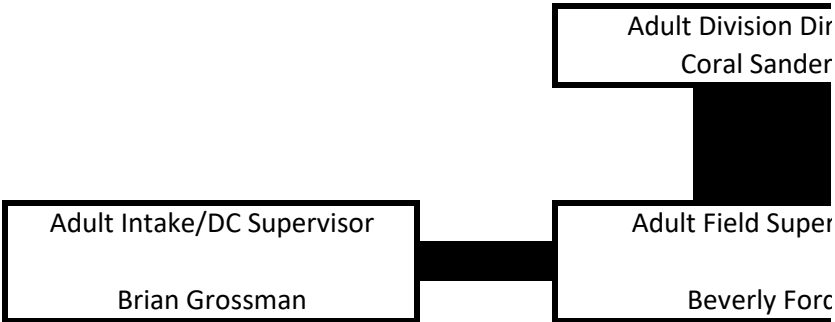 Adult Division Dir
Coral Sander
Adult Intake/DC Supervisor
Adult Field Super
Brian Grossman
Beverly Ford